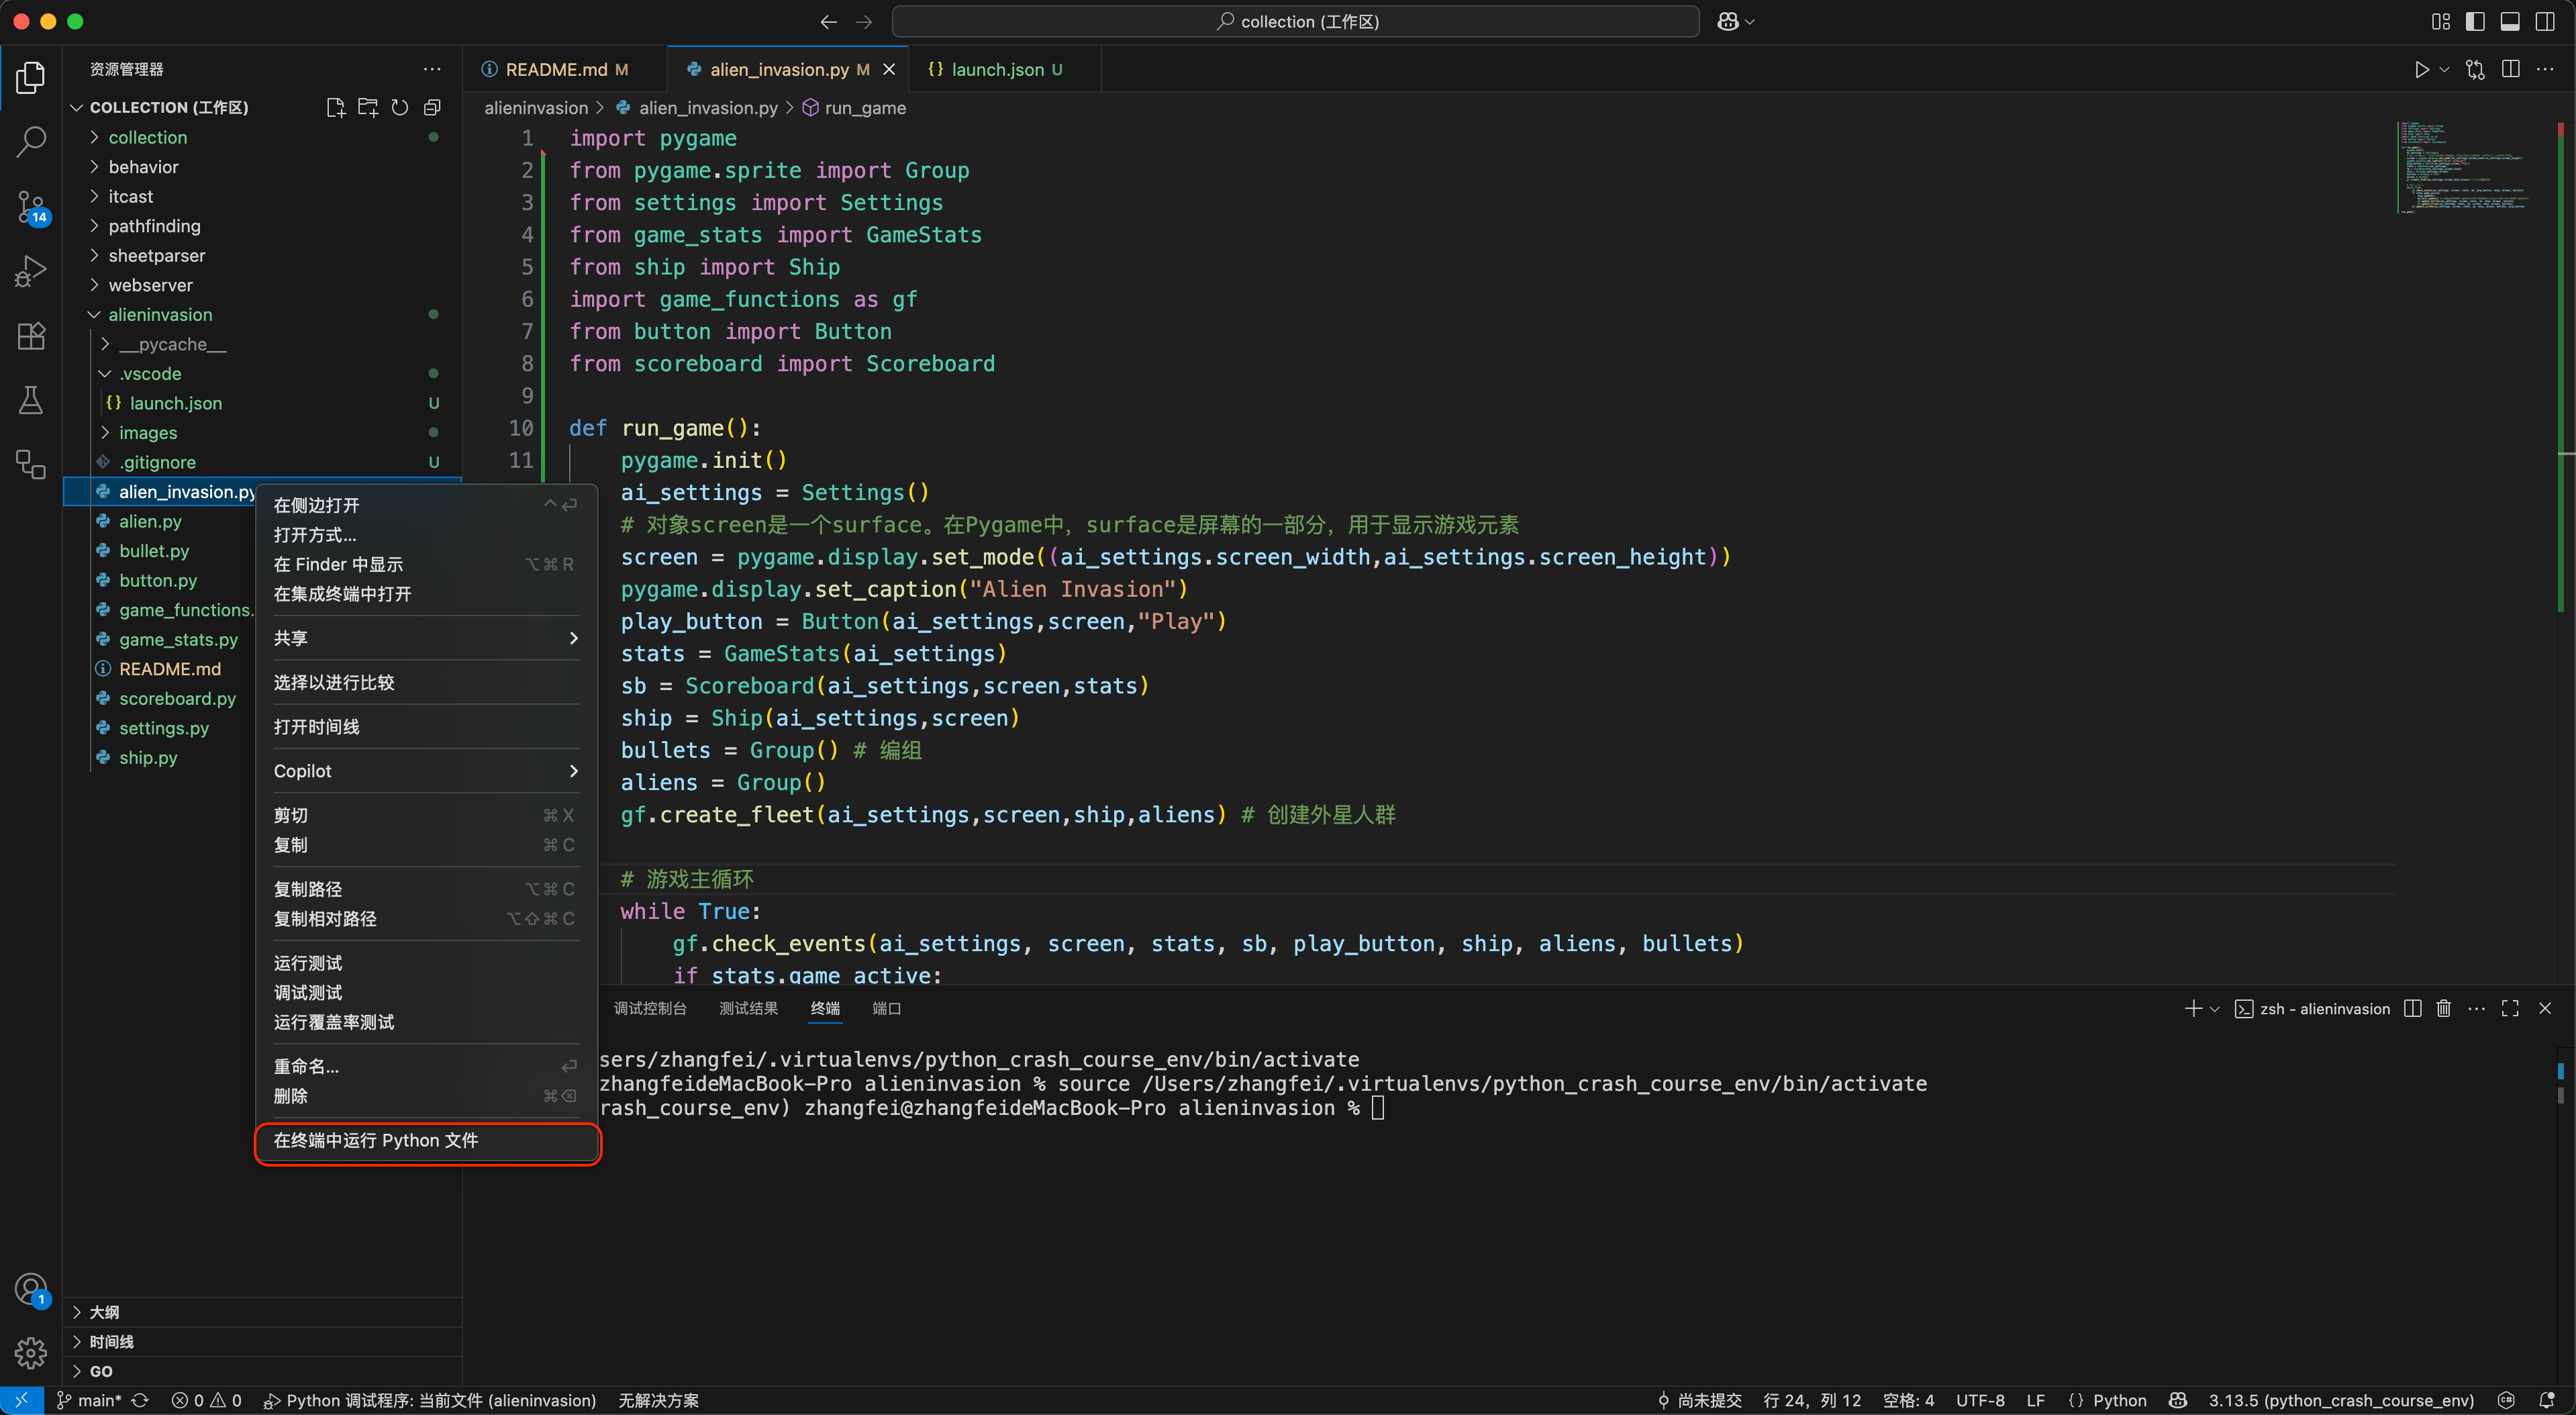 collection (工作区)
资源管理器
README.md M
alien_invasion.py M
{} launch.json U
COLLECTION (工作区)
alieninvasion > alien_invasion.py > run_game
collection
behavior
itcast
pathfinding
sheetparser
webserver
alieninvasion
__pycache__
.vscode
{} launch.json U
images
.gitignore U
alien_invasion.py
alien.py
bullet.py
button.py
game_functions.
game_stats.py
README.md
scoreboard.py
settings.py
ship.py
大纲
时间线
GO
14
1
1 import pygame
2 from pygame.sprite import Group
3 from settings import Settings
4 from game_stats import GameStats
5 from ship import Ship
6 import game_functions as gf
7 from button import Button
8 from scoreboard import Scoreboard
9
10 def run_game():
11 pygame.init()
ai_settings = Settings()
# 对象screen是一个surface。在Pygame中，surface是屏幕的一部分，用于显示游戏元素
screen = pygame.display.set_mode((ai_settings.screen_width,ai_settings.screen_height))
pygame.display.set_caption("Alien Invasion")
play_button = Button(ai_settings,screen,"Play")
stats = GameStats(ai_settings)
sb = Scoreboard(ai_settings,screen,stats)
ship = Ship(ai_settings,screen)
bullets = Group() # 编组
aliens = Group()
gf.create_fleet(ai_settings,screen,ship,aliens) # 创建外星人群
# 游戏主循环
while True:
gf.check_events(ai_settings, screen, stats, sb, play_button, ship, aliens, bullets)
if stats.game_active:
在侧边打开 ^⏎
打开方式...
在 Finder 中显示 ⌥⌘R
在集成终端中打开
共享
选择以进行比较
打开时间线
Copilot
剪切 ⌘X
复制 ⌘C
复制路径 ⌥⌘C
复制相对路径 ⌥⇧⌘C
运行测试
调试测试
运行覆盖率测试
重命名... ⏎
删除 ⌘⌫
在终端中运行 Python 文件
调试控制台 测试结果 终端 端口
zsh - alieninvasion
sers/zhangfei/.virtualenvs/python_crash_course_env/bin/activate
zhangfeideMacBook-Pro alieninvasion % source /Users/zhangfei/.virtualenvs/python_crash_course_env/bin/activate
rash_course_env) zhangfei@zhangfeideMacBook-Pro alieninvasion %
main* 0 0 Python 调试程序: 当前文件 (alieninvasion) 无解决方案
尚未提交 行 24，列 12 空格: 4 UTF-8 LF {} Python 3.13.5 (python_crash_course_env)